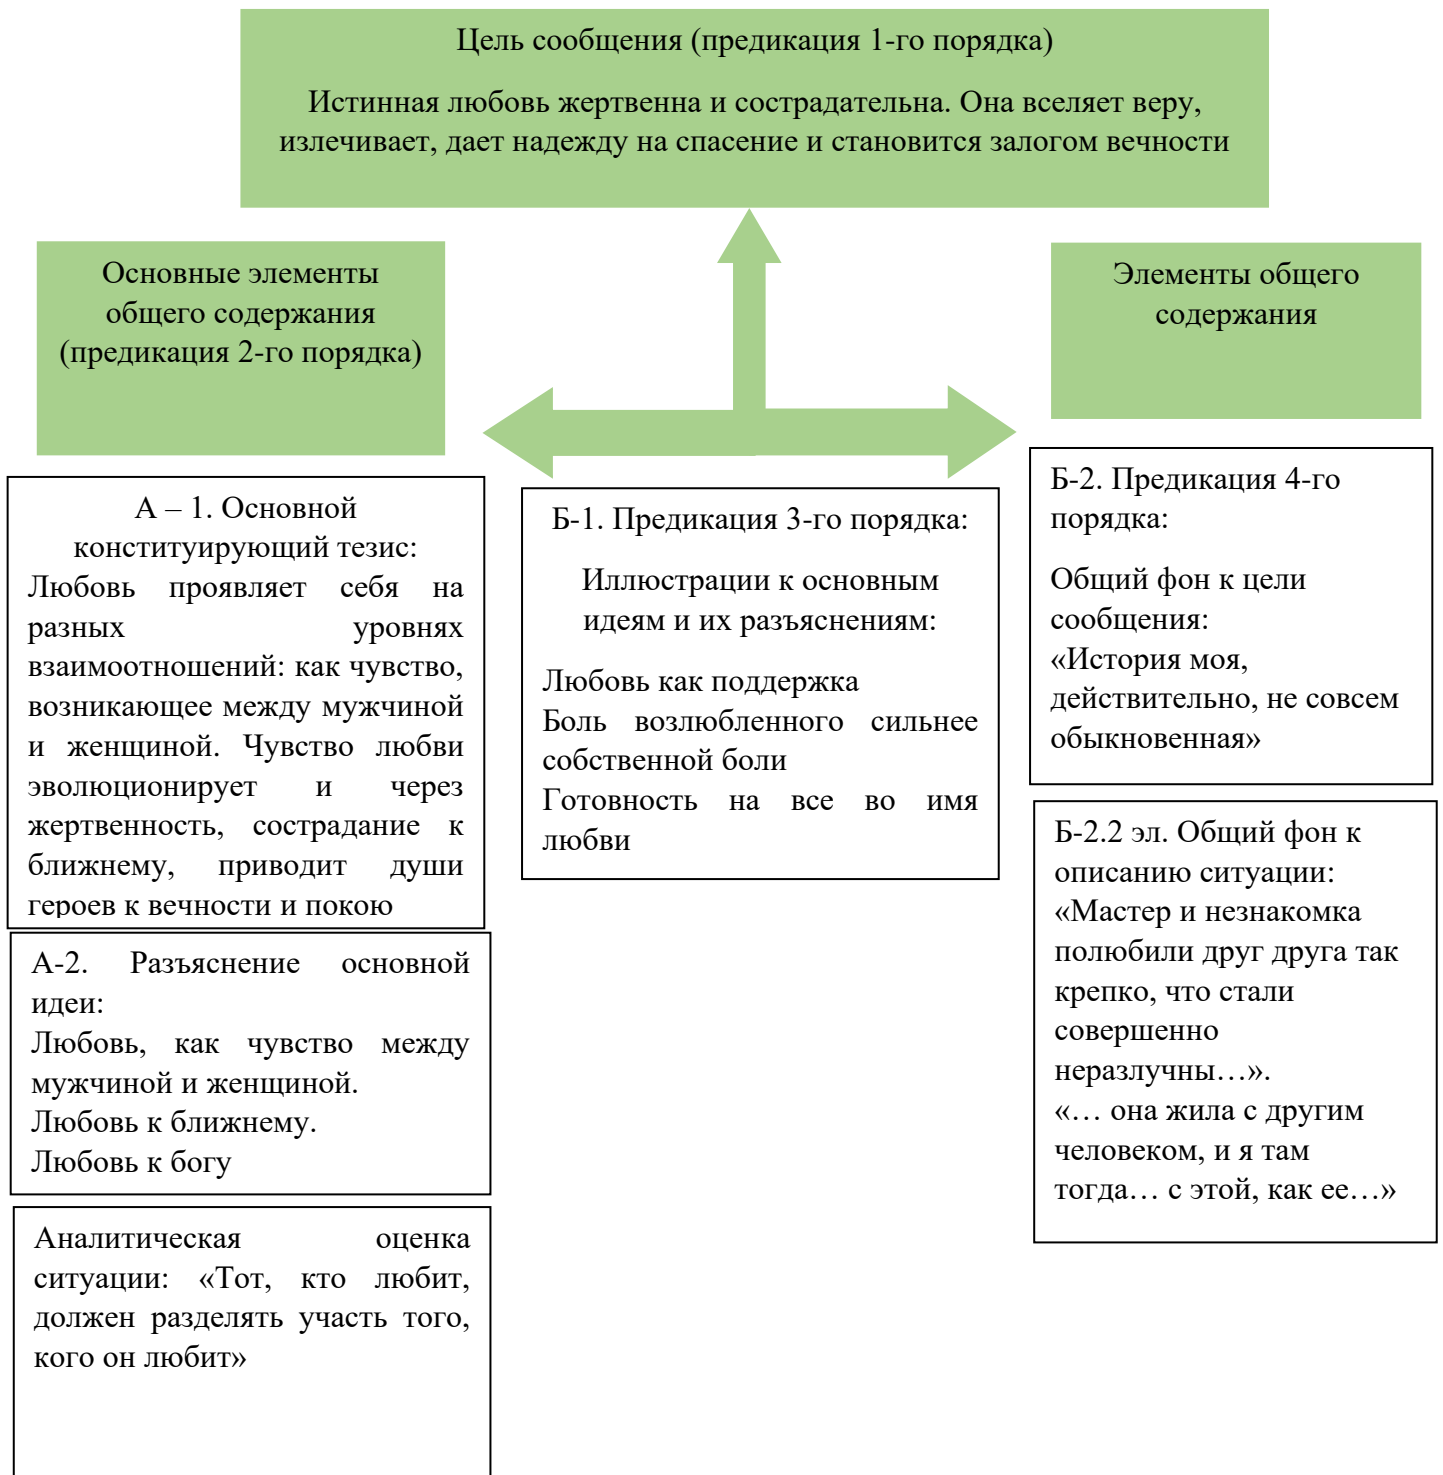 Цель сообщения (предикация 1-го порядка)
Истинная любовь жертвенна и сострадательна. Она вселяет веру,
излечивает, дает надежду на спасение и становится залогом вечности
Основные элементы
общего содержания
(предикация 2-го порядка)
Элементы общего
содержания
А – 1. Основной
конституирующий тезис:
Любовь проявляет себя на
разных уровнях
взаимоотношений: как чувство,
возникающее между мужчиной
и женщиной. Чувство любви
эволюционирует и через
жертвенность, сострадание к
ближнему, приводит души
героев к вечности и покою
А-2. Разъяснение основной
идеи:
Любовь, как чувство между
мужчиной и женщиной.
Любовь к ближнему.
Любовь к богу
Аналитическая оценка
ситуации: «Тот, кто любит,
должен разделять участь того,
кого он любит»
Б-1. Предикация 3-го порядка:
Иллюстрации к основным
идеям и их разъяснениям:
Любовь как поддержка
Боль возлюбленного сильнее
собственной боли
Готовность на все во имя
любви
Б-2. Предикация 4-го
порядка:
Общий фон к цели
сообщения:
«История моя,
действительно, не совсем
обыкновенная»
Б-2.2 эл. Общий фон к
описанию ситуации:
«Мастер и незнакомка
полюбили друг друга так
крепко, что стали
совершенно
неразлучны…».
«… она жила с другим
человеком, и я там
тогда… с этой, как ее…»